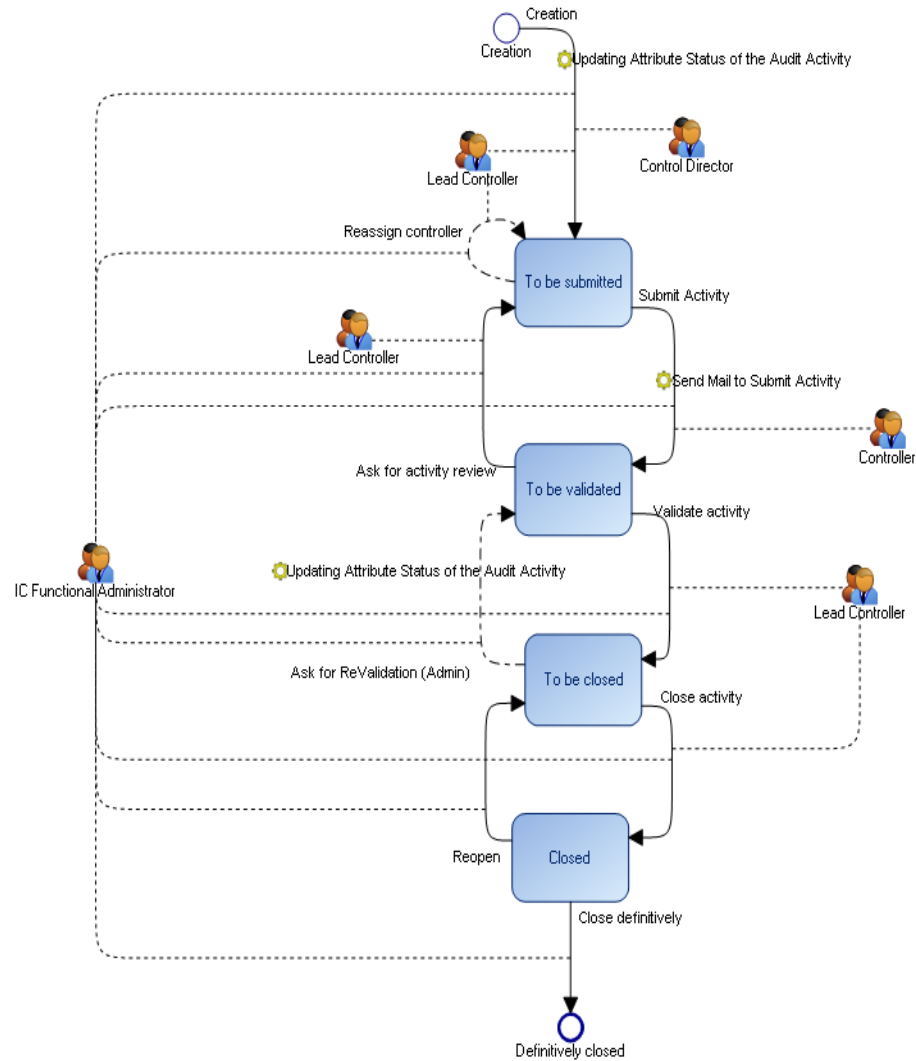 Creation
Creation
Updating Attribute Status of the Audit Activity
Control Director
Lead Controller
Reassign controller
To be submitted
Submit Activity
Lead Controller
Send Mail to Submit Activity
Controller
Ask for activity review
To be validated
Validate activity
Updating Attribute Status of the Audit Activity
IC Functional Administrator
Lead Controller
Ask for ReValidation (Admin)
To be closed
Close activity
Reopen
Closed
Close definitively
Definitively closed